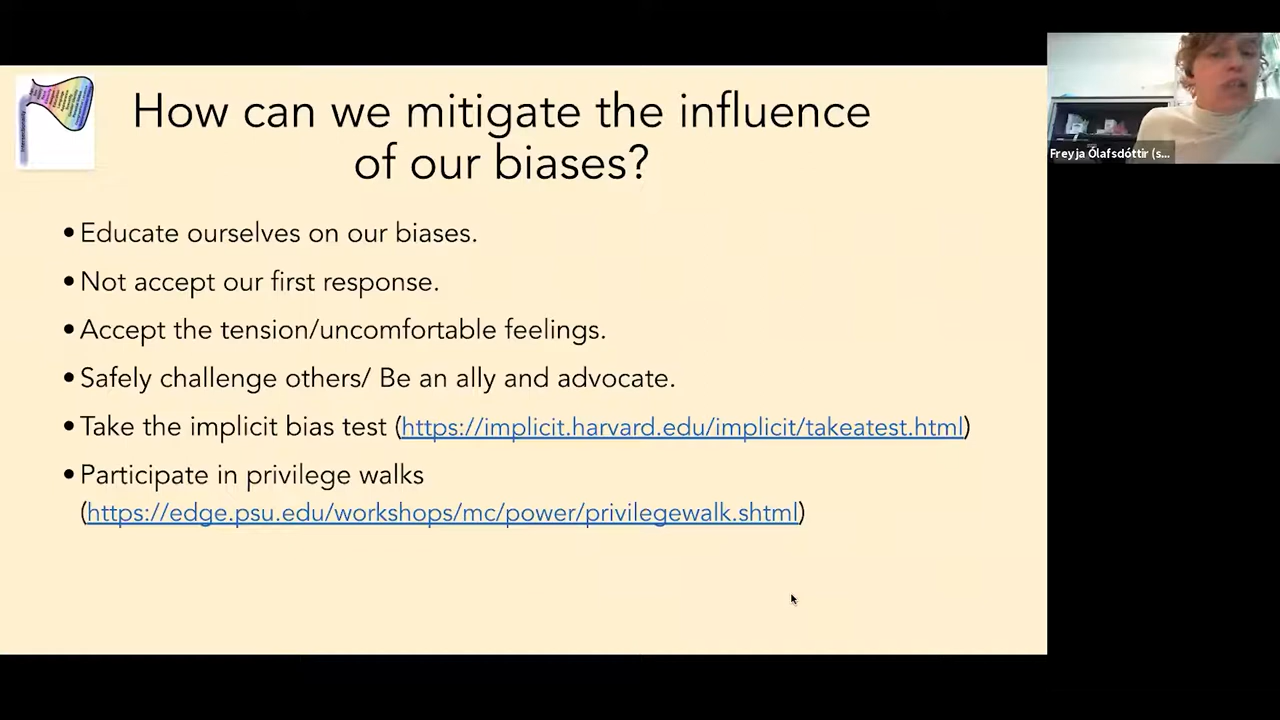 How can we mitigate the influence
of our biases?
• Educate ourselves on our biases.
• Not accept our first response.
• Accept the tension/uncomfortable feelings.
• Safely challenge others/ Be an ally and advocate.
• Take the implicit bias test (https://implicit.harvard.edu/implicit/takeatest.html)
• Participate in privilege walks
(https://edge.psu.edu/workshops/mc/power/privilegewalk.shtml)
Freyja Ólafsdóttir (s...